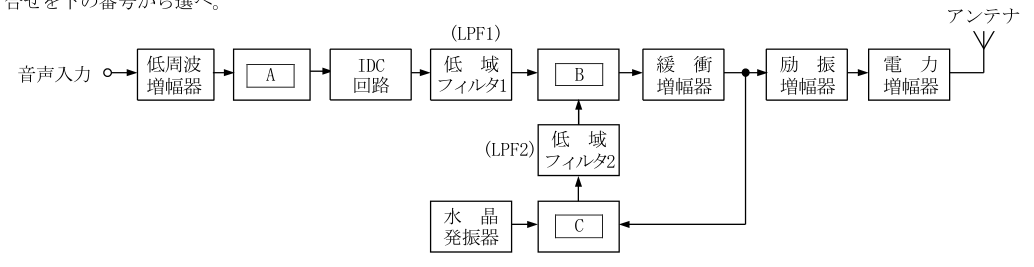 合せを下の番号から選べ。
アンテナ
(LPF1)
音声入力
低周波
増幅器
A
IDC
回路
低 域
フィルタ1
B
緩 衝
増幅器
励 振
増幅器
電 力
増幅器
(LPF2)
低 域
フィルタ2
水 晶
発振器
C